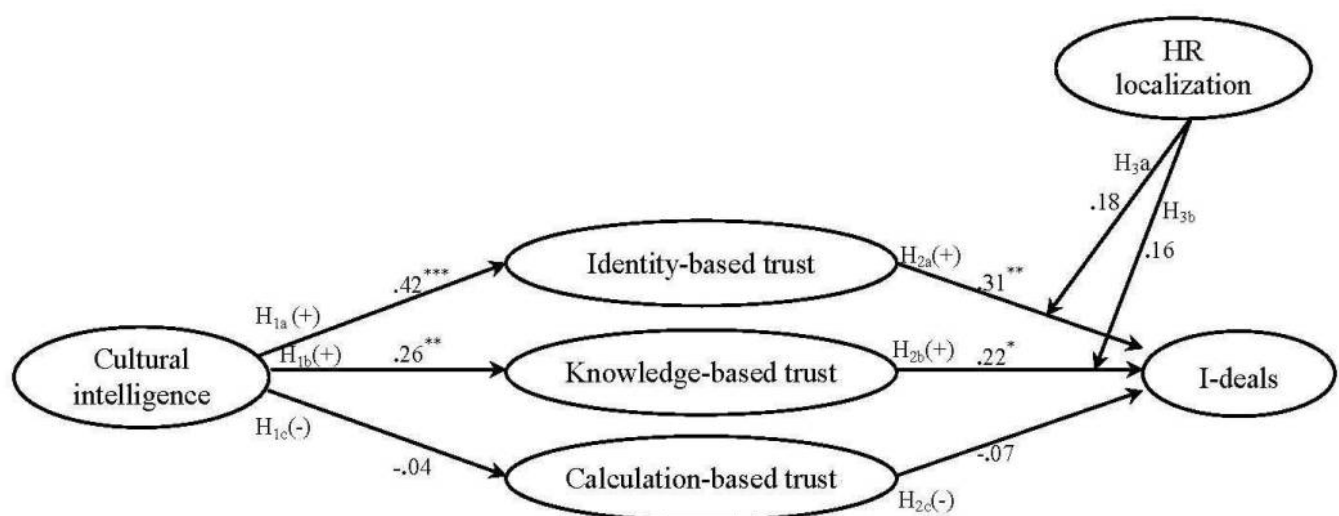 HR
localization
H₃a
.18
H₃b
.16
Identity-based trust
H₂a(+)
.31**
.42***
H₁a (+)
Cultural
intelligence
H₁b(+)
.26**
Knowledge-based trust
H₂b(+)
.22*
I-deals
H₁c(-)
-.04
Calculation-based trust
-.07
H₂c(-)